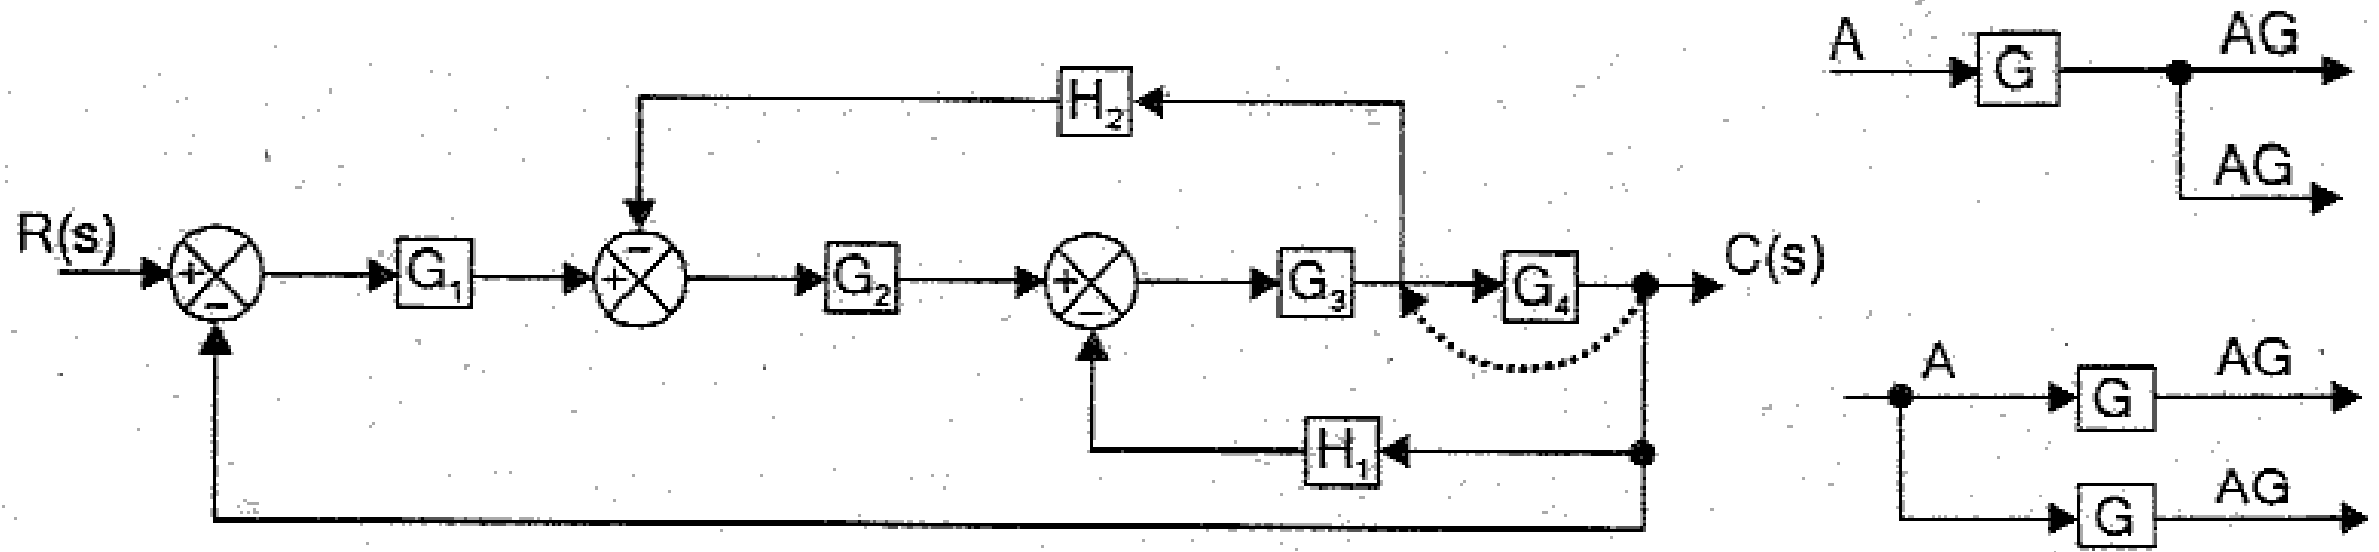 H₂
R(s)
+
−
G₁
−
+
G₂
+
−
G₃
G₄
C(s)
H₁
A
G
AG
AG
A
G
AG
G
AG